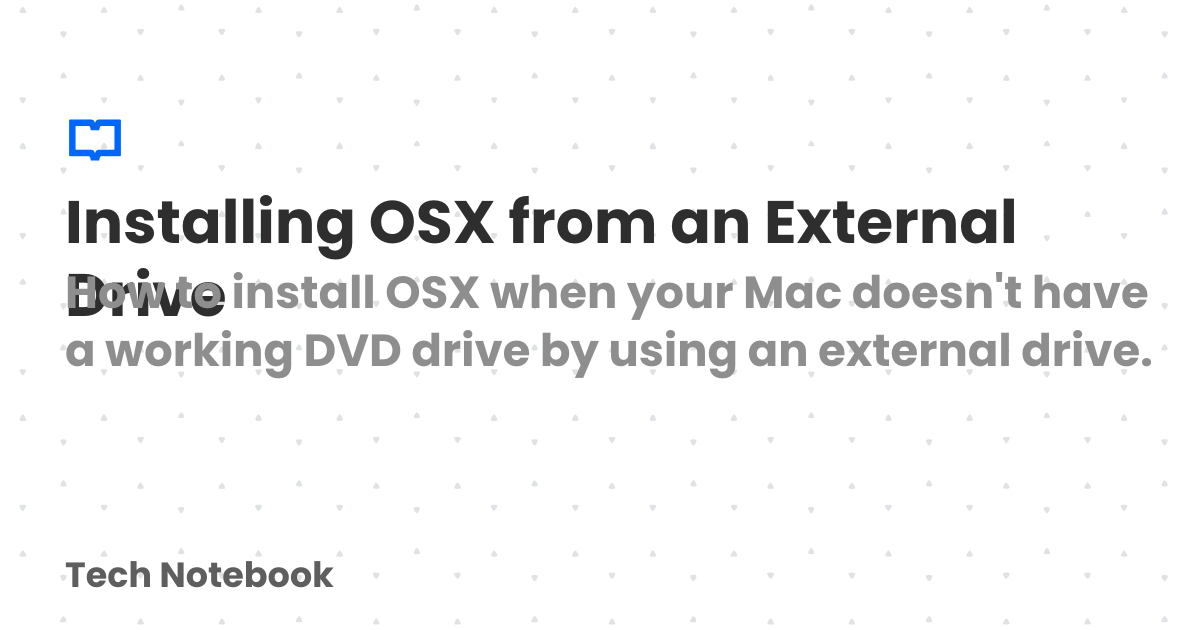 Installing OSX from an External
Drive
How to install OSX when your Mac doesn't have
a working DVD drive by using an external drive.
Tech Notebook